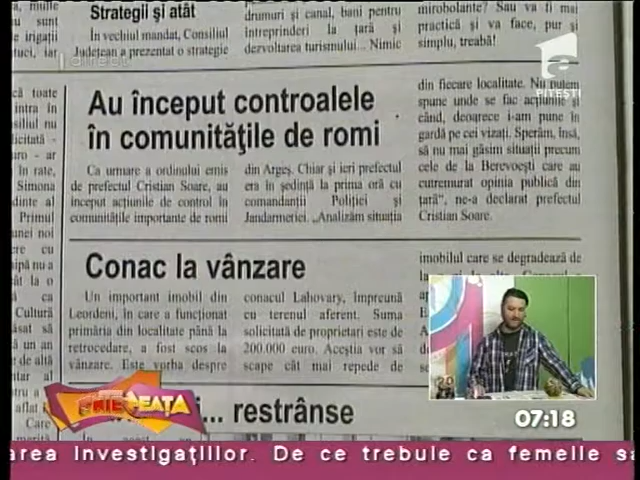 Strategii și atât
În vechiul mandat, Consiliul
Județean a prezentat o strategie
drumuri și canal, bani pentru
întreprinderi la țară și
dezvoltarea turismului... Nimic
mirobolante? Sau va fi mai
practică și va face, pur și
simplu, treabă!
direct
PITEȘTI
Au început controalele
în comunităţile de romi
Ca urmare a ordinului emis
de prefectul Cristian Soare, au
început acțiunile de control în
comunitățile importante de romi
din Argeș. Chiar și ieri prefectul
era în ședință la prima oră cu
comandanții Poliției și
Jandarmeriei. „Analizăm situația
din fiecare localitate. Nu putem
spune unde se fac acțiunile și
când, deoarece i-am pune în
gardă pe cei vizați. Sperăm, însă,
să nu mai găsim situații precum
cele de la Berevoești care au
cutremurat opinia publică din
țară”, ne-a declarat prefectul
Cristian Soare.
Conac la vânzare
Un important imobil din
Leordeni, în care a funcționat
primăria din localitate până la
retrocedare, a fost scos la
vânzare. Este vorba despre
conacul Lahovary, împreună
cu terenul aferent. Suma
solicitată de proprietari este de
200.000 euro. Aceștia vor să
scape cât mai repede de
imobilul care se degradează de
... restrânse
07:18
area Investigaţiilor. De ce trebuie ca femeile să